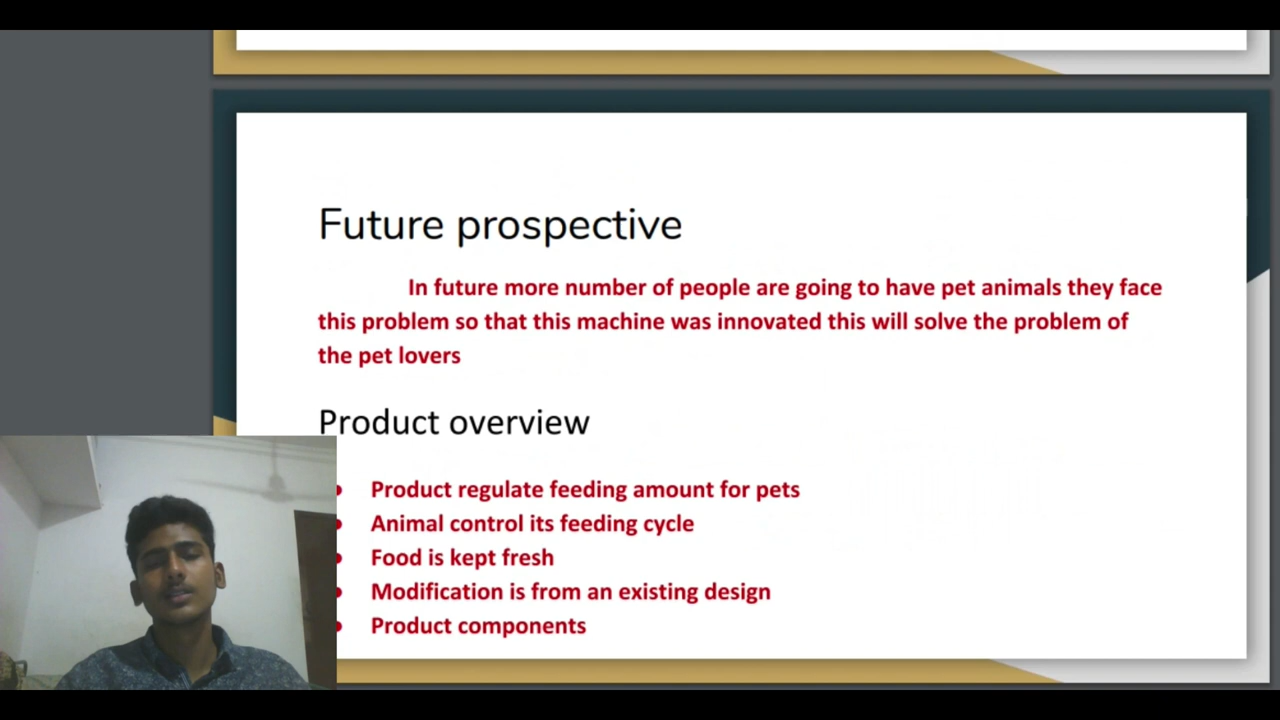 Future prospective
In future more number of people are going to have pet animals they face
this problem so that this machine was innovated this will solve the problem of
the pet lovers
Product overview
Product regulate feeding amount for pets
Animal control its feeding cycle
Food is kept fresh
Modification is from an existing design
Product components